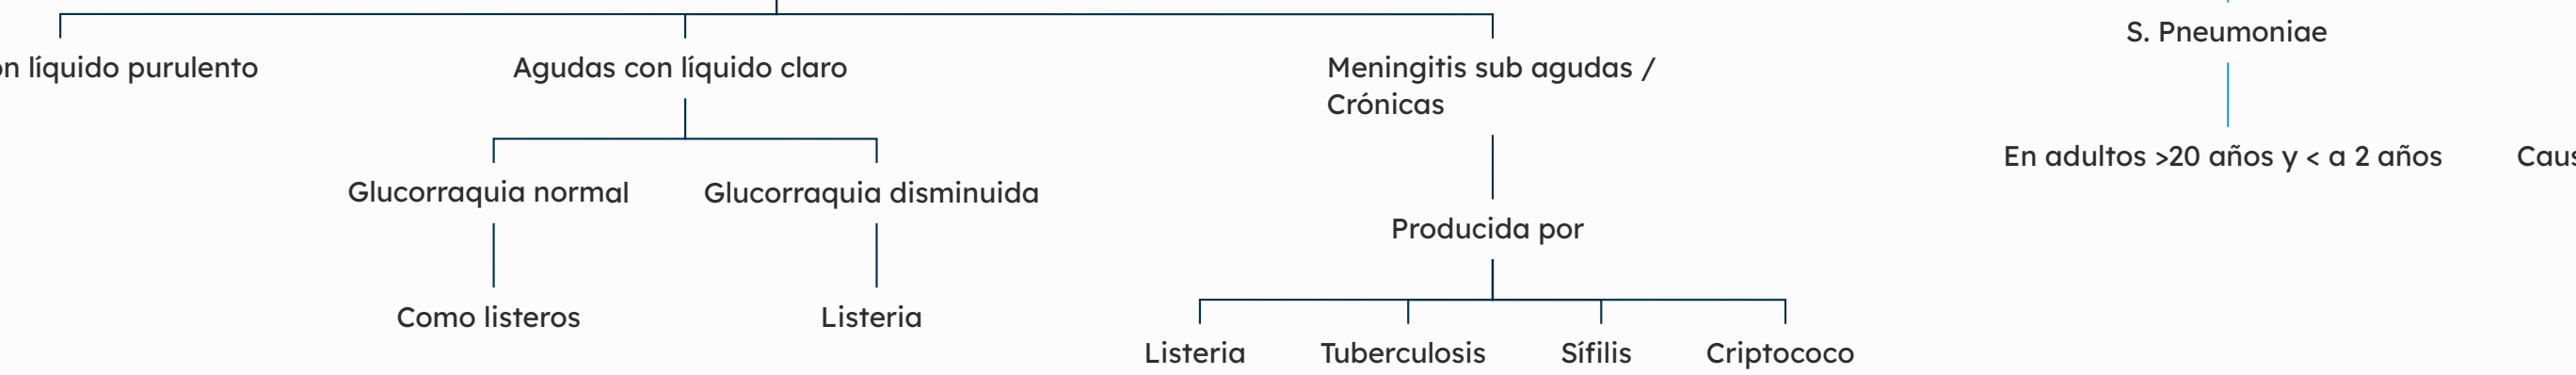 S. Pneumoniae
n líquido purulento
Agudas con líquido claro
Meningitis sub agudas /
Crónicas
En adultos >20 años y < a 2 años
Glucorraquia normal
Glucorraquia disminuida
Producida por
Como listeros
Listeria
Listeria
Tuberculosis
Sífilis
Criptococo